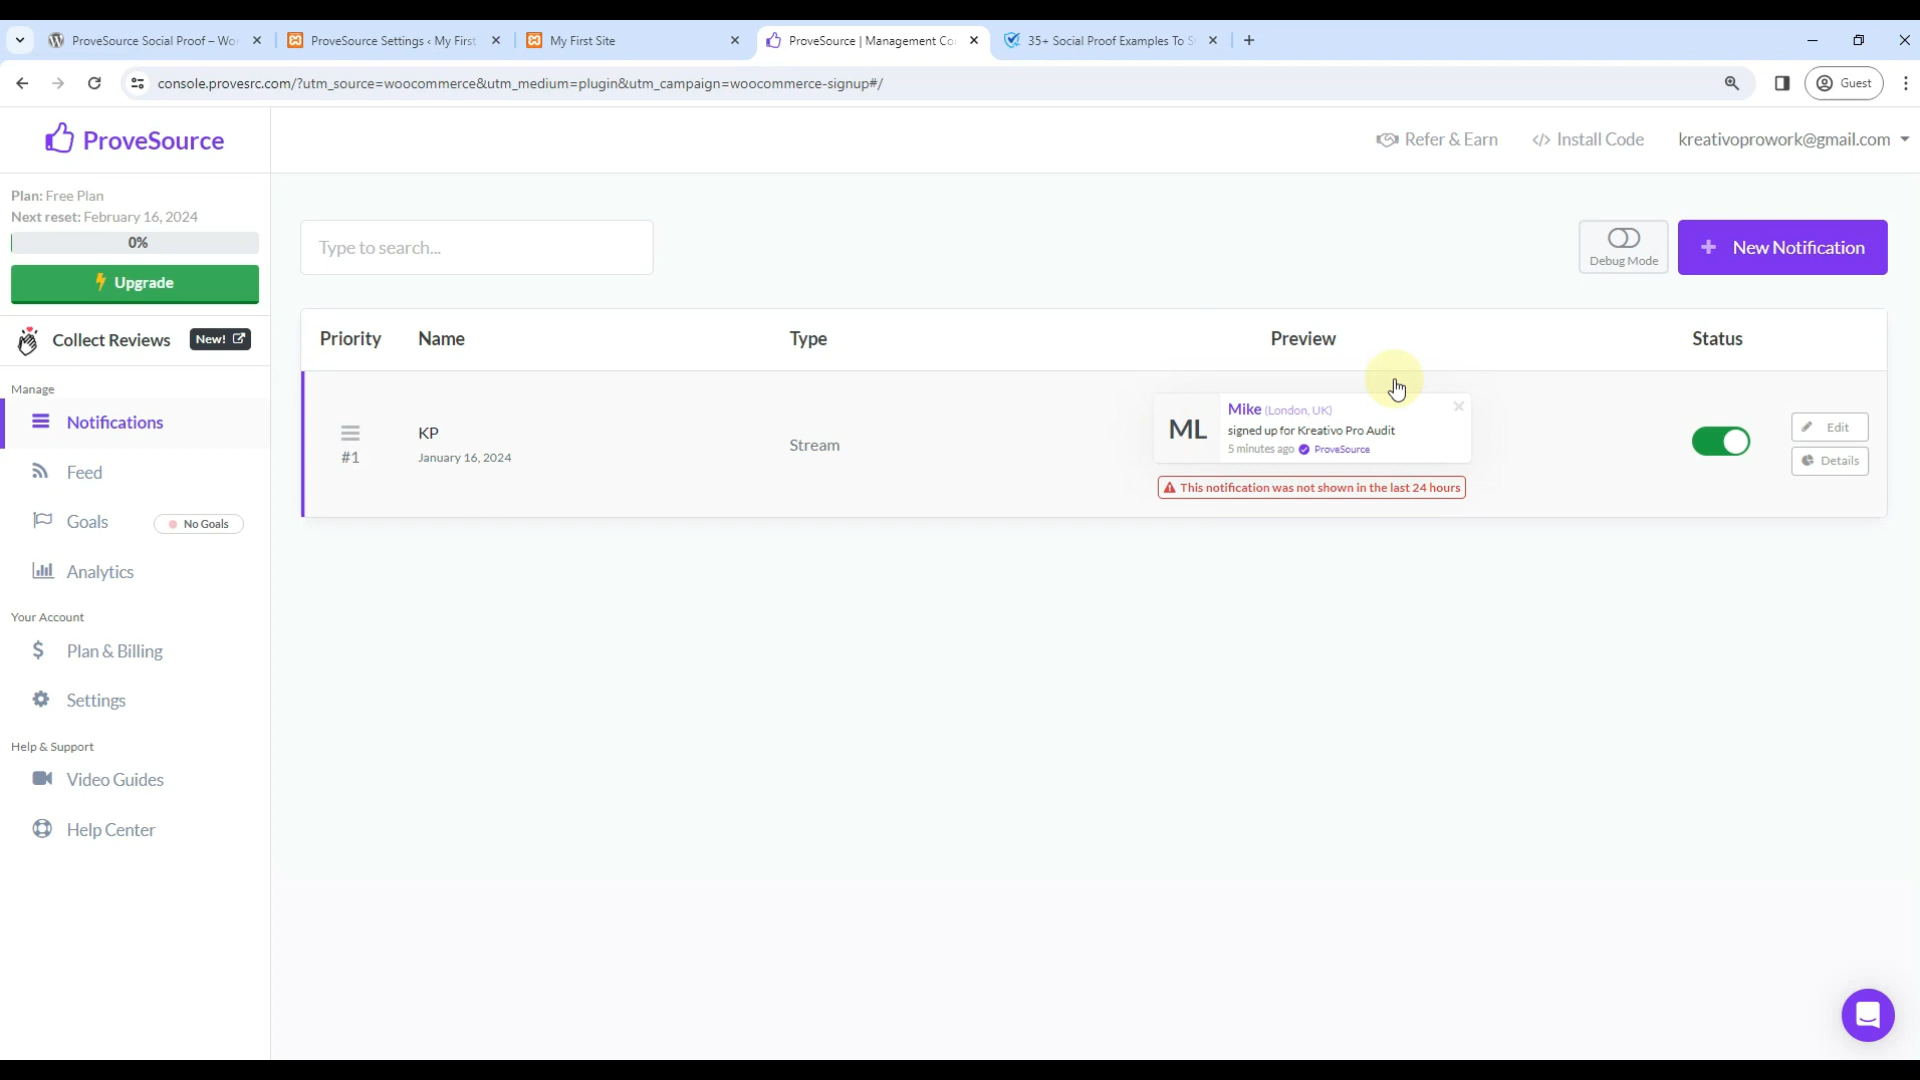 ProveSource Social Proof – Wo
ProveSource Settings ‹ My First
My First Site
ProveSource | Management Co
35+ Social Proof Examples To S
console.provesrc.com/?utm_source=woocommerce&utm_medium=plugin&utm_campaign=woocommerce-signup#/
Guest
ProveSource
Refer & Earn
</> Install Code
kreativoprowork@gmail.com
Plan: Free Plan
Next reset: February 16, 2024
0%
Upgrade
Type to search...
Debug Mode
+ New Notification
Collect Reviews
New!
Priority
Name
Type
Preview
Status
Manage
Notifications
Feed
Goals
No Goals
Analytics
#1
KP
January 16, 2024
Stream
ML
Mike (London, UK)
signed up for Kreativo Pro Audit
5 minutes ago ProveSource
This notification was not shown in the last 24 hours
Edit
Details
Your Account
$ Plan & Billing
Settings
Help & Support
Video Guides
Help Center